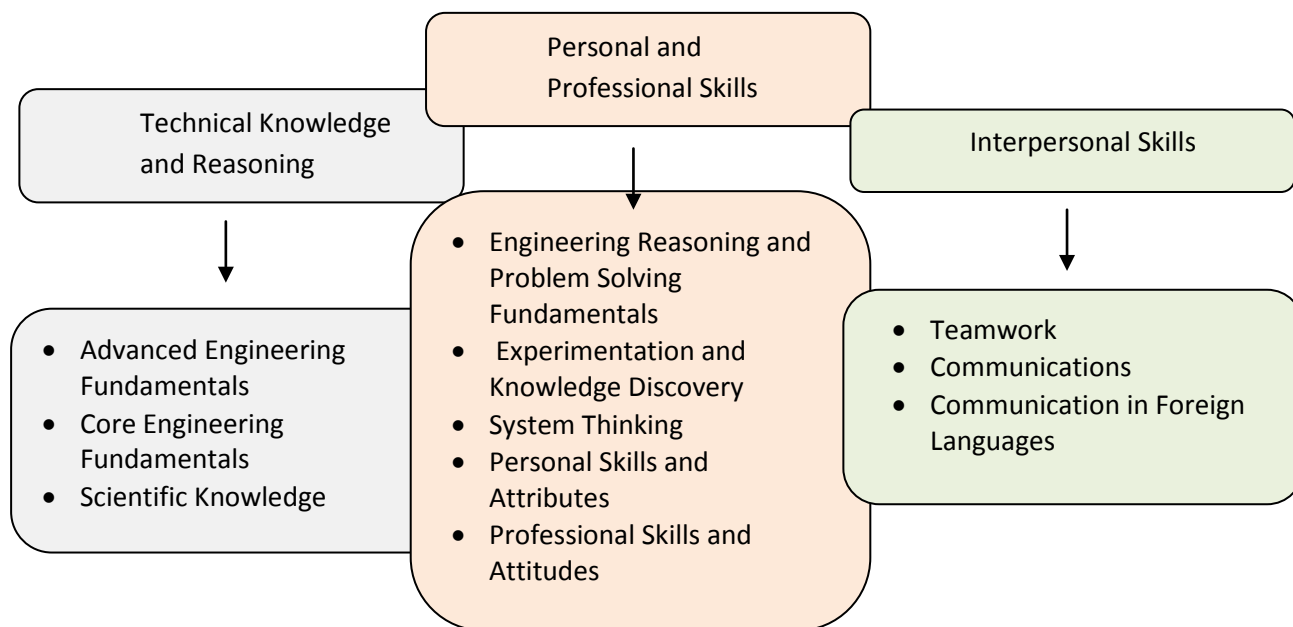 Personal and
Professional Skills
Technical Knowledge
and Reasoning
Interpersonal Skills
• Advanced Engineering
Fundamentals
• Core Engineering
Fundamentals
• Scientific Knowledge
• Engineering Reasoning and
Problem Solving
Fundamentals
• Experimentation and
Knowledge Discovery
• System Thinking
• Personal Skills and
Attributes
• Professional Skills and
Attitudes
• Teamwork
• Communications
• Communication in Foreign
Languages